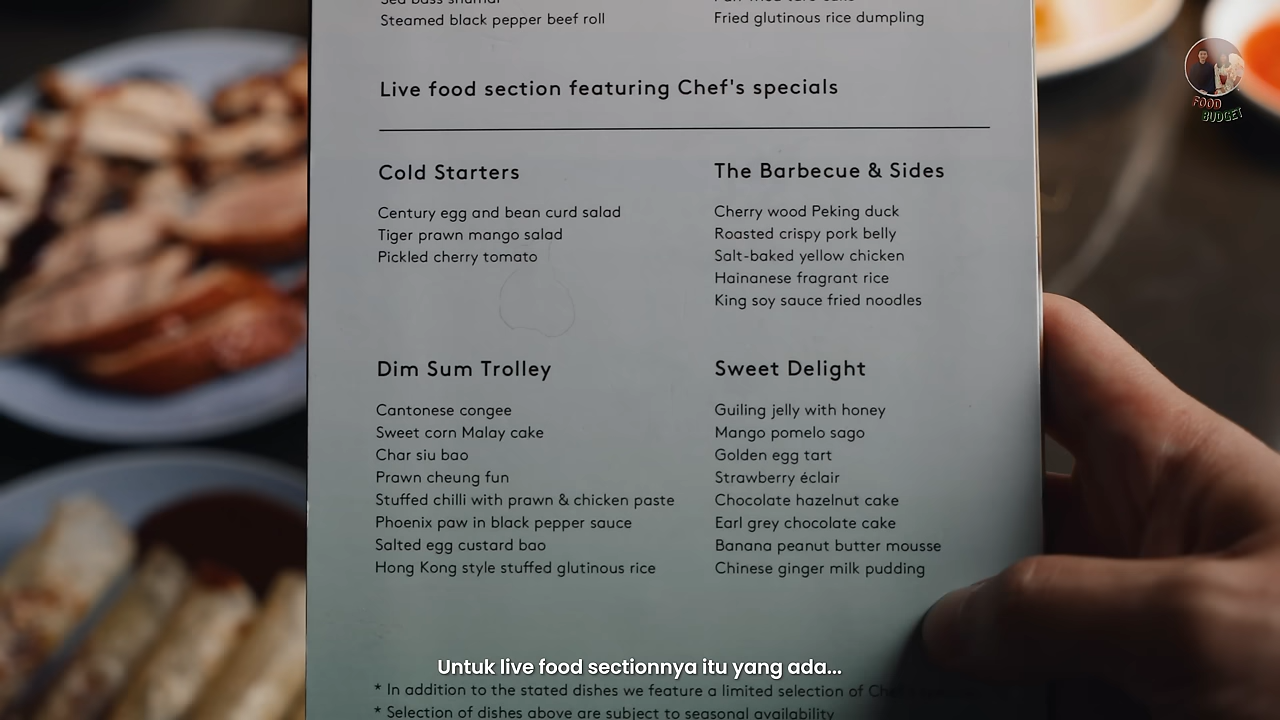 Steamed black pepper beef roll
Fried glutinous rice dumpling
Live food section featuring Chef's specials
Cold Starters
Century egg and bean curd salad
Tiger prawn mango salad
Pickled cherry tomato
The Barbecue & Sides
Cherry wood Peking duck
Roasted crispy pork belly
Salt-baked yellow chicken
Hainanese fragrant rice
King soy sauce fried noodles
Dim Sum Trolley
Cantonese congee
Sweet corn Malay cake
Char siu bao
Prawn cheung fun
Stuffed chilli with prawn & chicken paste
Phoenix paw in black pepper sauce
Salted egg custard bao
Hong Kong style stuffed glutinous rice
Sweet Delight
Guiling jelly with honey
Mango pomelo sago
Golden egg tart
Strawberry éclair
Chocolate hazelnut cake
Earl grey chocolate cake
Banana peanut butter mousse
Chinese ginger milk pudding
Untuk live food sectionnya itu yang ada...
* In addition to the stated dishes we feature a limited selection of
* Selection of dishes above are subject to seasonal availability
FOOD
BUDGET